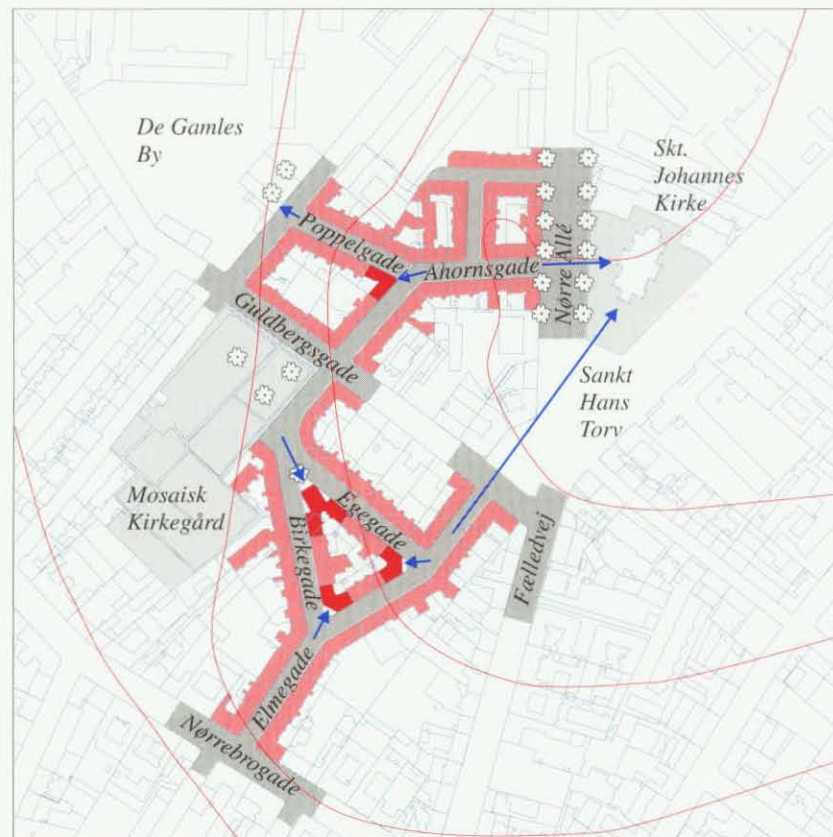 De Gamles
By
Skt.
Johannes
Kirke
Poppelgade
Ahornsgade
Nørre Allé
Guldbergsgade
Sankt
Hans
Torv
Mosaisk
Kirkegård
Egegade
Birkegade
Fælledvej
Elmegade
Nørrebrogade